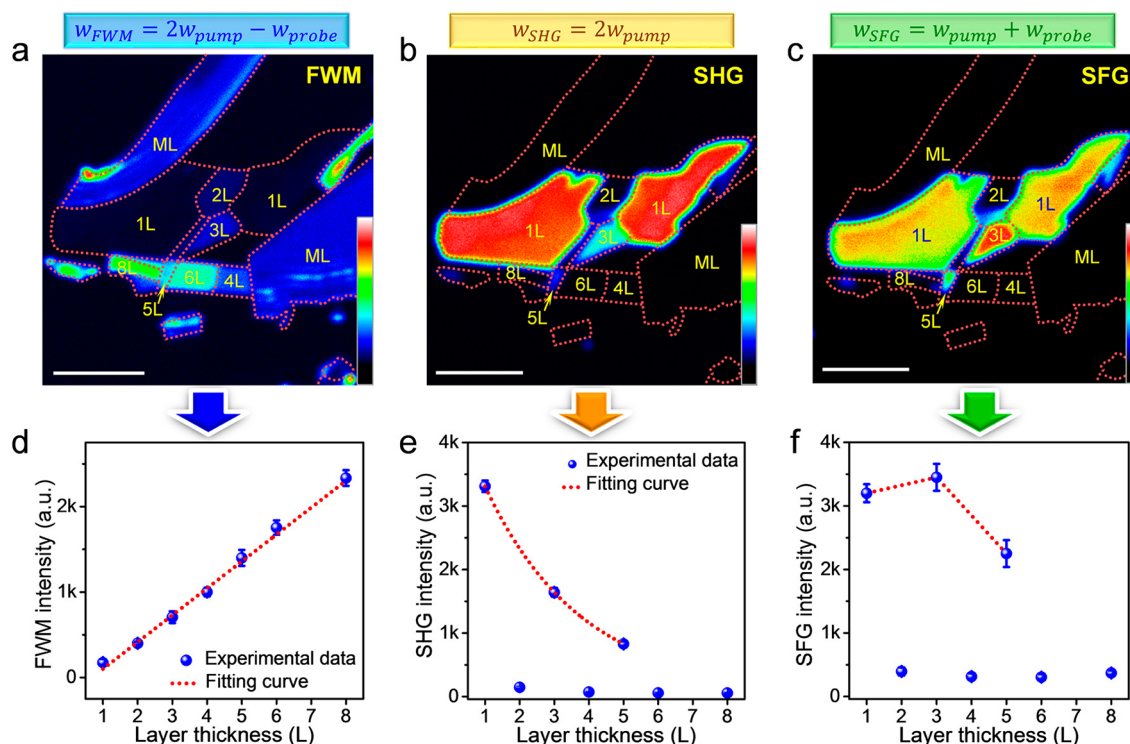 w_FWM = 2w_pump − w_probe
w_SHG = 2w_pump
w_SFG = w_pump + w_probe
a
FWM
ML
2L
1L
1L
3L
ML
8L
6L
4L
5L
b
SHG
ML
2L
1L
1L
3L
ML
8L
6L
4L
5L
c
SFG
ML
2L
1L
1L
3L
ML
8L
6L
4L
5L
d
FWM intensity (a.u.)
2k
1k
0
Experimental data
Fitting curve
1 2 3 4 5 6 7 8
Layer thickness (L)
e
SHG intensity (a.u.)
4k
3k
2k
1k
0
Experimental data
Fitting curve
1 2 3 4 5 6 7 8
Layer thickness (L)
f
SFG intensity (a.u.)
4k
3k
2k
1k
0
1 2 3 4 5 6 7 8
Layer thickness (L)